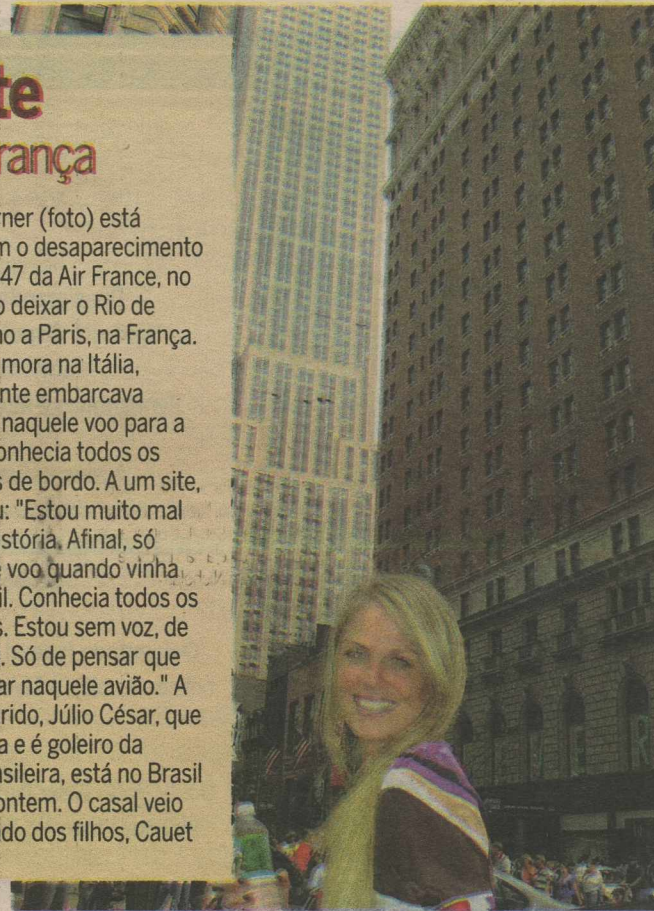 te
rança
ner (foto) está
m o desaparecimento
47 da Air France, no
o deixar o Rio de
no a Paris, na França.
mora na Itália,
nte embarcava
naquele voo para a
onhecia todos os
s de bordo. A um site,
u: "Estou muito mal
stória. Afinal, só
e voo quando vinha
il. Conhecia todos os
s. Estou sem voz, de
. Só de pensar que
ar naquele avião." A
rido, Júlio César, que
a e é goleiro da
asileira, está no Brasil
ontem. O casal veio
ido dos filhos, Cauet